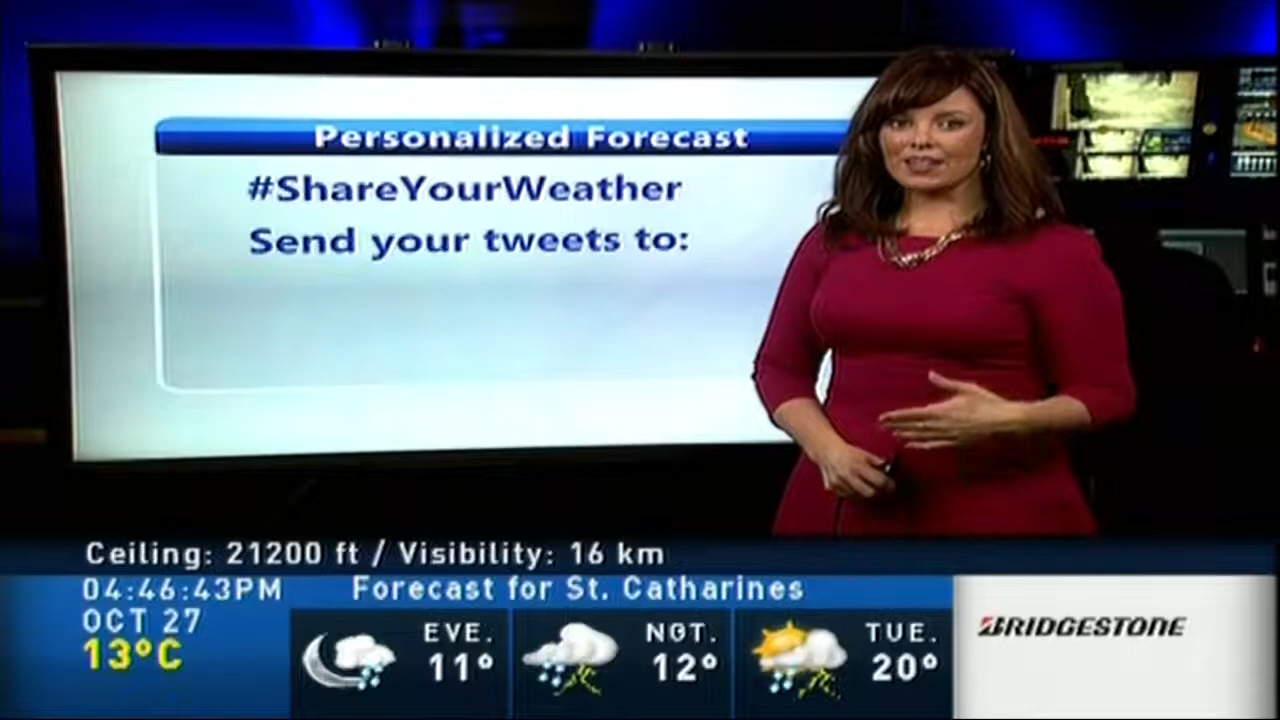 Personalized Forecast
#ShareYourWeather
Send your tweets to:
Ceiling: 21200 ft / Visibility: 16 km
04:46:43PM
Forecast for St. Catharines
OCT 27
13°C
EVE.
11°
NGT.
12°
TUE.
20°
BRIDGESTONE